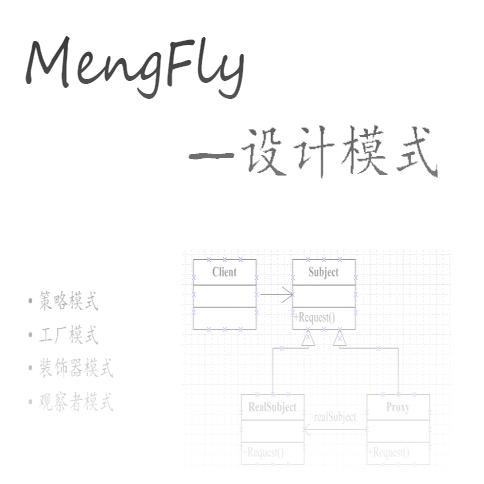 MengFly
—设计模式
• 策略模式
• 工厂模式
• 装饰器模式
• 观察者模式
Client
Subject
+Request()
RealSubject
realSubject
Proxy
+Request()
+Request()